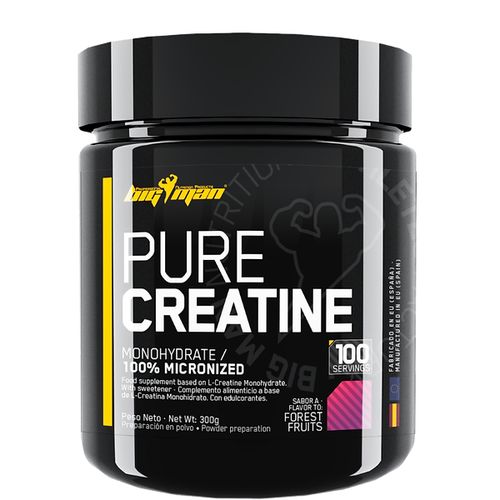 big man
PURE
CREATINE
MONOHYDRATE /
100% MICRONIZED
Food supplement based on L-Creatine Monohydrate.
With sweetener · Complemento alimenticio a base
de L-Creatina Monohidrato. Con edulcorantes.
Peso Neto · Net Wt: 300g
Preparación en polvo • Powder preparation
100
SERVINGS
SABOR A ·
FLAVOR TO:
FOREST
FRUITS
FABRICADO EN EU (ESPAÑA) .
MANUFACTURED IN EU (SPAIN)